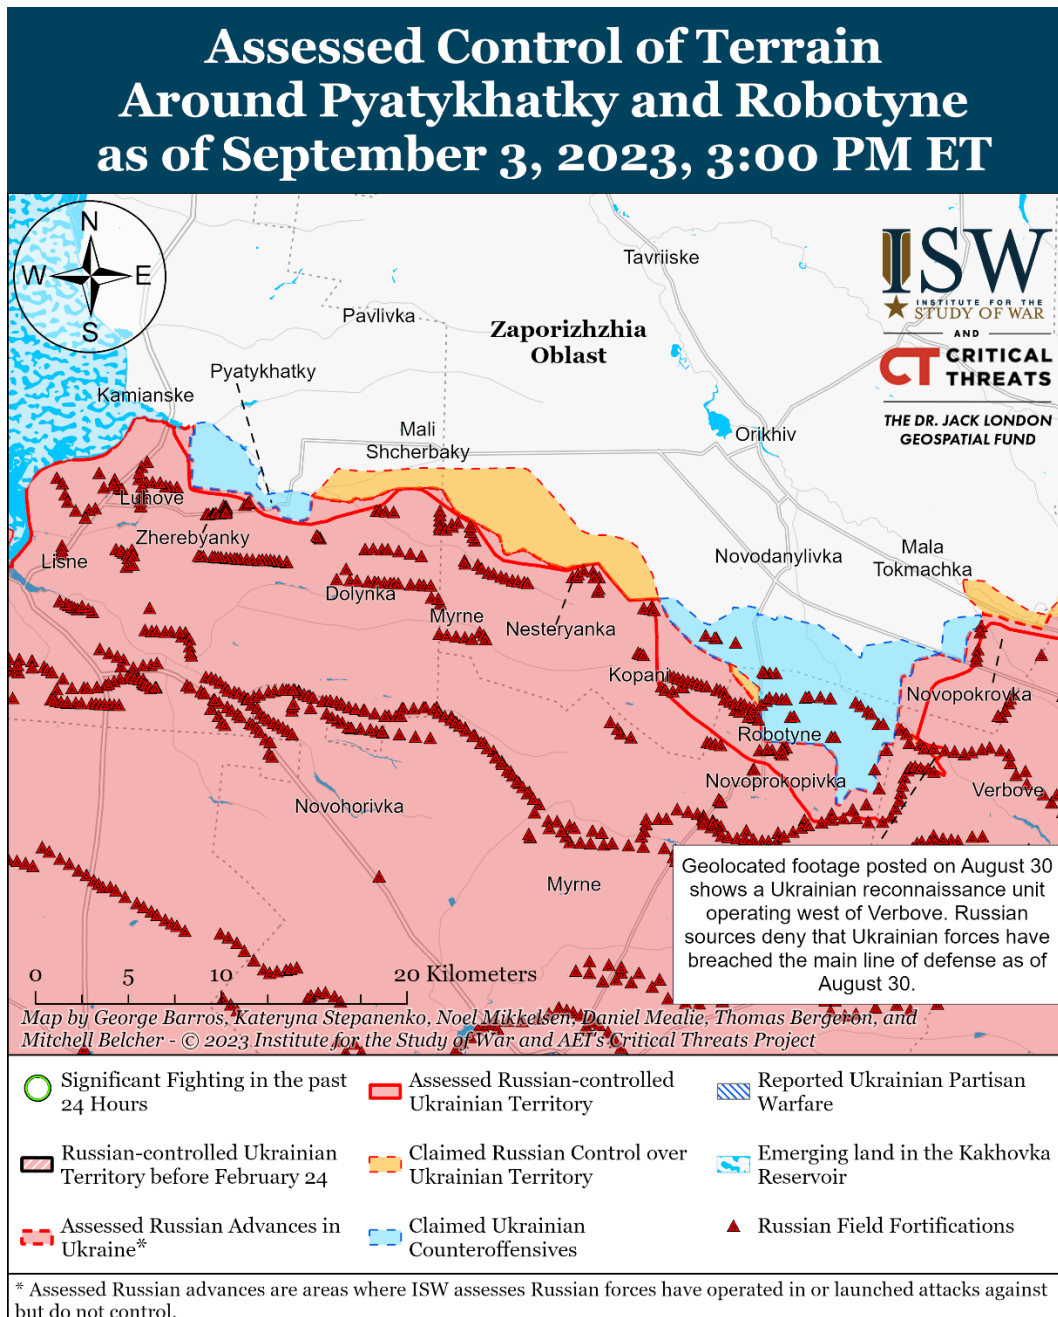 Assessed Control of Terrain
Around Pyatykhatky and Robotyne
as of September 3, 2023, 3:00 PM ET
N
W
E
S
ISW
INSTITUTE FOR THE
STUDY OF WAR
AND
CT CRITICAL
THREATS
THE DR. JACK LONDON
GEOSPATIAL FUND
Tavriiske
Pavlivka
Zaporizhzhia
Oblast
Pyatykhatky
Kamianske
Mali
Shcherbaky
Orikhiv
Luhove
Zherebyanky
Lisne
Dolynka
Myrne
Nesteryanka
Novodanylivka
Mala
Tokmachka
Kopani
Novopokrovka
Robotyne
Novoprokopivka
Verbove
Novohorivka
Myrne
Geolocated footage posted on August 30
shows a Ukrainian reconnaissance unit
operating west of Verbove. Russian
sources deny that Ukrainian forces have
breached the main line of defense as of
August 30.
0 5 10 20 Kilometers
Map by George Barros, Kateryna Stepanenko, Noel Mikkelsen, Daniel Mealie, Thomas Bergeron, and
Mitchell Belcher - © 2023 Institute for the Study of War and AEI's Critical Threats Project
Significant Fighting in the past
24 Hours
Russian-controlled Ukrainian
Territory before February 24
Assessed Russian Advances in
Ukraine*
Assessed Russian-controlled
Ukrainian Territory
Claimed Russian Control over
Ukrainian Territory
Claimed Ukrainian
Counteroffensives
Reported Ukrainian Partisan
Warfare
Emerging land in the Kakhovka
Reservoir
Russian Field Fortifications
* Assessed Russian advances are areas where ISW assesses Russian forces have operated in or launched attacks against
but do not control.